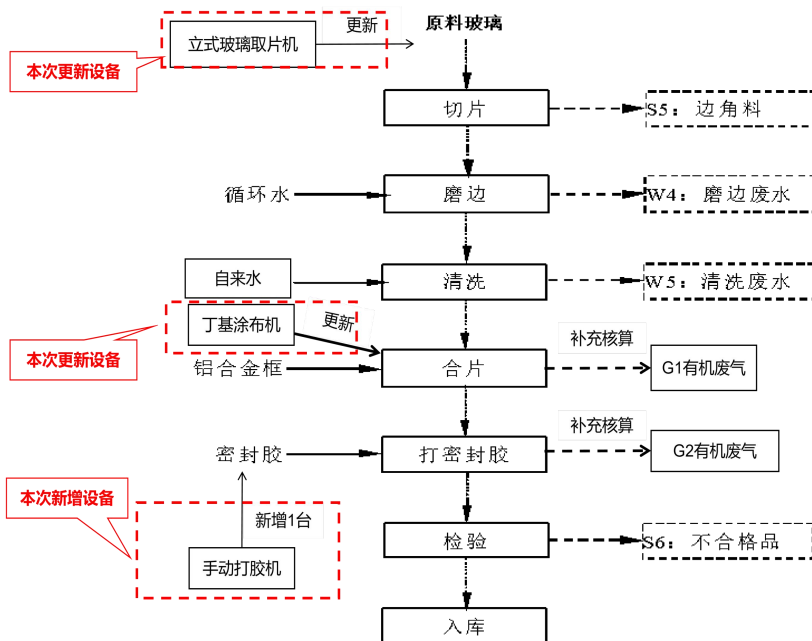 立式玻璃取片机
更新
原料玻璃
本次更新设备
切片
S5：边角料
循环水
磨边
W4：磨边废水
自来水
清洗
W5：清洗废水
丁基涂布机
更新
本次更新设备
铝合金框
合片
补充核算
G1有机废气
密封胶
打密封胶
补充核算
G2有机废气
本次新增设备
新增1台
手动打胶机
检验
S6：不合格品
入库